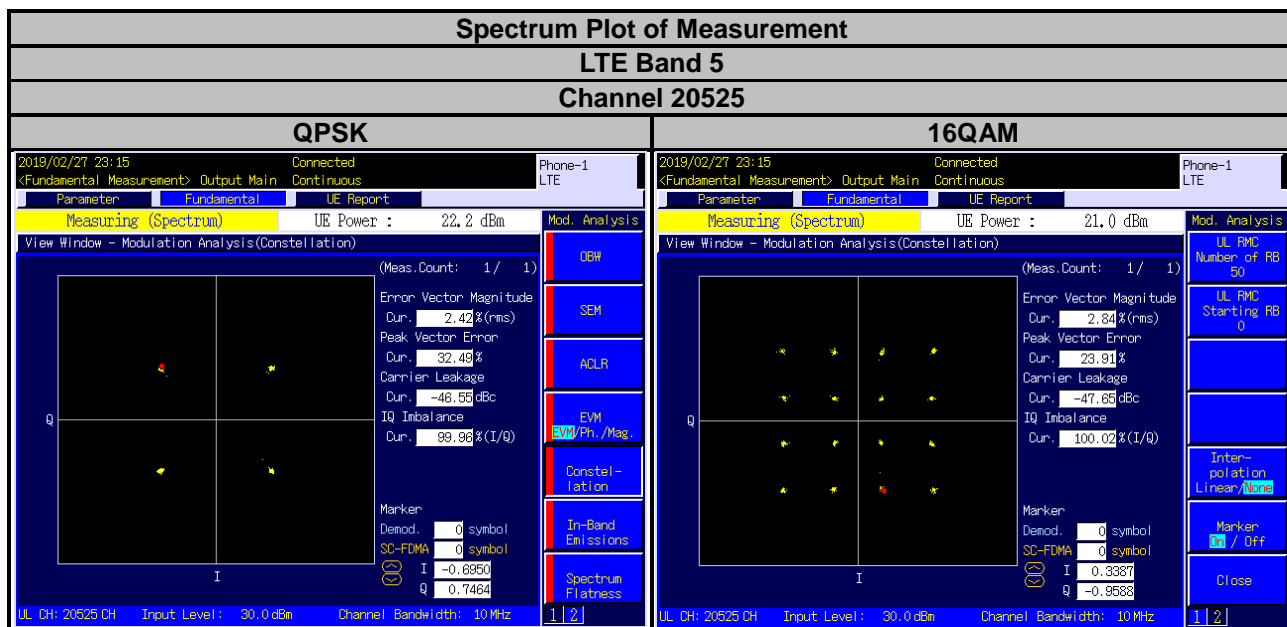 Spectrum Plot of Measurement
LTE Band 5
Channel 20525
QPSK
2019/02/27 23:15 Connected
<Fundamental Measurement> Output Main Continuous
Phone-1
LTE
Parameter Fundamental UE Report
Measuring (Spectrum) UE Power : 22.2 dBm Mod. Analysis
View Window - Modulation Analysis(Constellation)
(Meas.Count: 1/ 1)
Error Vector Magnitude
Cur. 2.42 %(rms)
Peak Vector Error
Cur. 32.49 %
Carrier Leakage
Cur. -46.55 dBc
IQ Imbalance
Cur. 99.96 %(I/Q)
Q
I
Marker
Demod. 0 symbol
SC-FDMA 0 symbol
I -0.6950
Q 0.7464
OBW
SEM
ACLR
EVM
EVM/Ph./Mag.
Constel-
lation
In-Band
Emissions
Spectrum
Flatness
UL CH: 20525 CH Input Level: 30.0 dBm Channel Bandwidth: 10 MHz 1 2
16QAM
2019/02/27 23:15 Connected
<Fundamental Measurement> Output Main Continuous
Phone-1
LTE
Parameter Fundamental UE Report
Measuring (Spectrum) UE Power : 21.0 dBm Mod. Analysis
View Window - Modulation Analysis(Constellation)
(Meas.Count: 1/ 1)
Error Vector Magnitude
Cur. 2.84 %(rms)
Peak Vector Error
Cur. 23.91 %
Carrier Leakage
Cur. -47.65 dBc
IQ Imbalance
Cur. 100.02 %(I/Q)
Q
I
Marker
Demod. 0 symbol
SC-FDMA 0 symbol
I 0.3387
Q -0.9588
UL RMC
Number of RB
50
UL RMC
Starting RB
0
Inter-
polation
Linear/None
Marker
On / Off
Close
UL CH: 20525 CH Input Level: 30.0 dBm Channel Bandwidth: 10 MHz 1 2